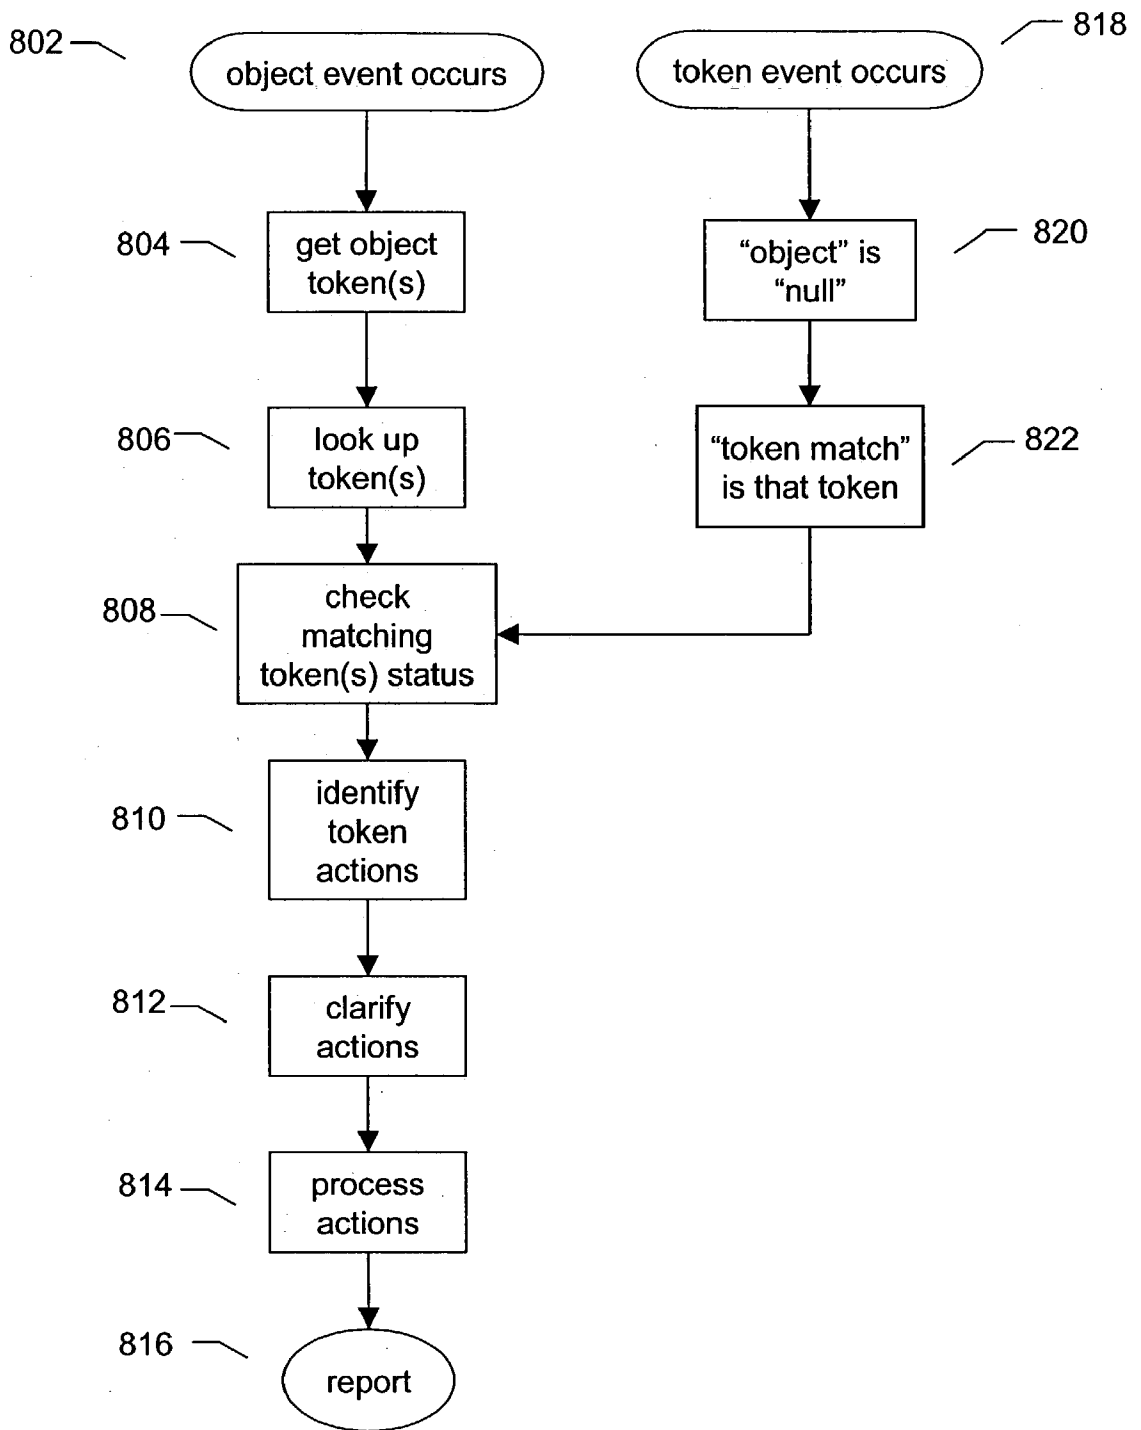 802
object event occurs
token event occurs
818
804
get object
token(s)
“object” is
“null”
820
806
look up
token(s)
“token match”
is that token
822
808
check
matching
token(s) status
810
identify
token
actions
812
clarify
actions
814
process
actions
816
report